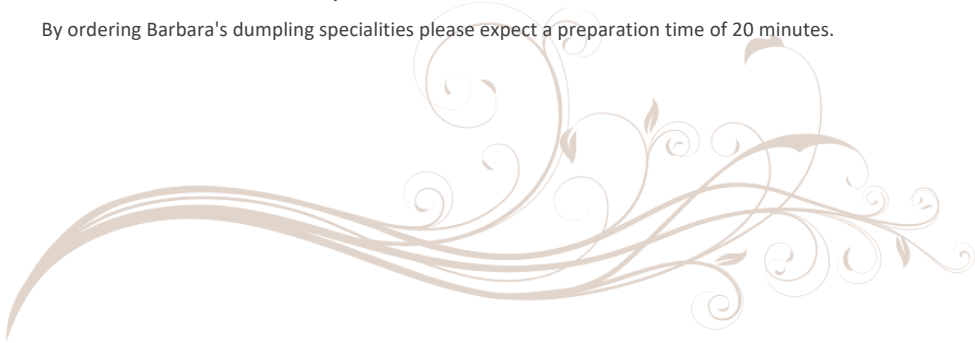 By ordering Barbara's dumpling specialities please expect a preparation time of 20 minutes.